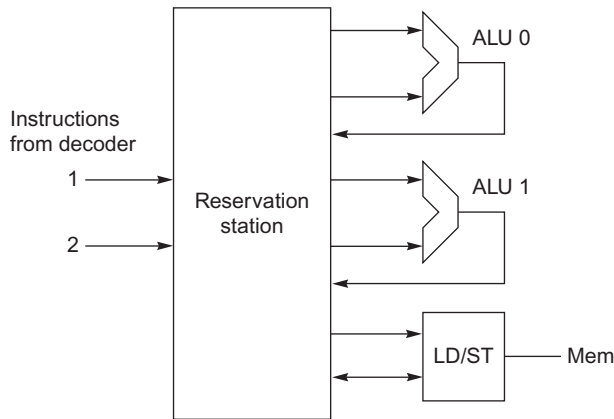 ALU 0
Instructions
from decoder
1
2
Reservation
station
ALU 1
LD/ST
Mem